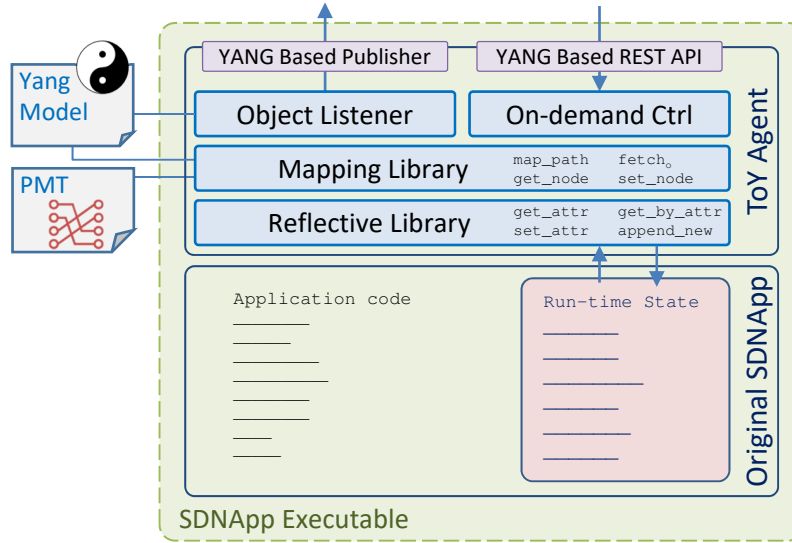 YANG Based Publisher
YANG Based REST API
Yang
Model
Object Listener
On-demand Ctrl
Mapping Library
map_path fetch。
get_node set_node
PMT
Reflective Library
get_attr get_by_attr
set_attr append_new
ToY Agent
Application code
Run-time State
Original SDNApp
SDNApp Executable